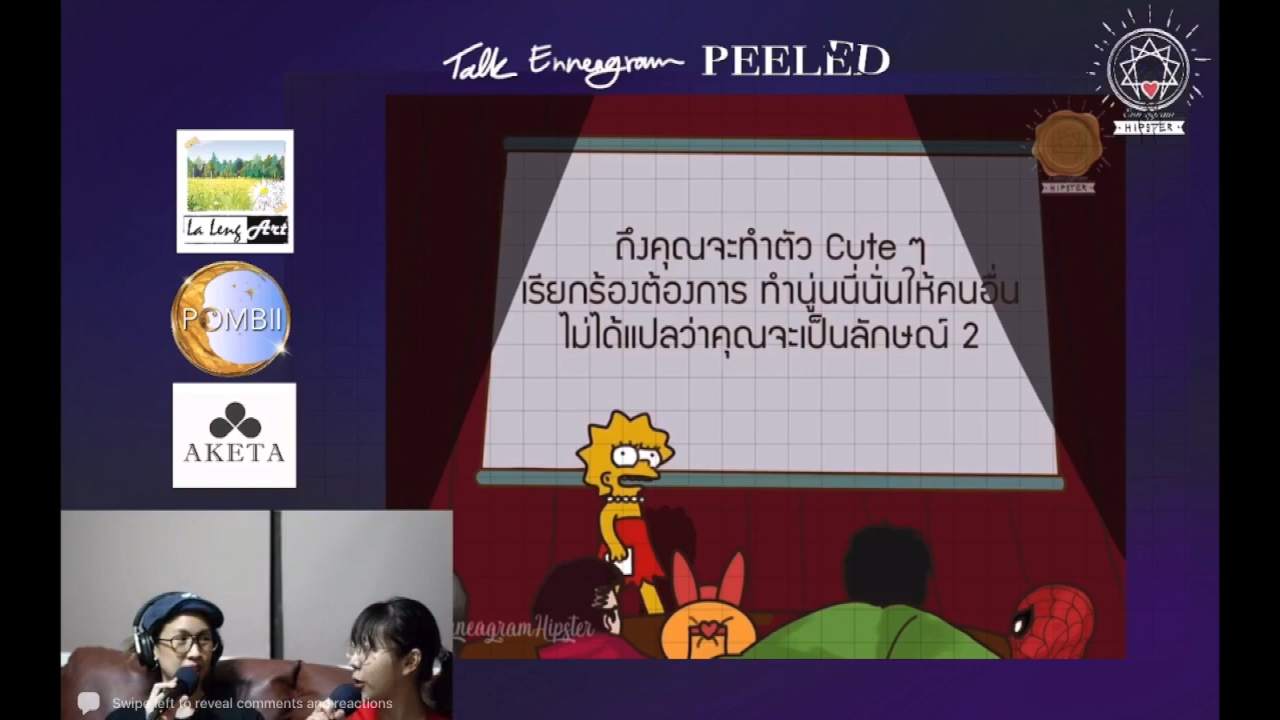 Talk Enneagram PEELED
Enneagram
HIPSTER
HIPSTER
La Leng Art
POMBII
AKETA
ถึงคุณจะทำตัว Cute ๆ
เรียกร้องต้องการ ทำนู่นนี่นั่นให้คนอื่น
ไม่ได้แปลว่าคุณจะเป็นลักษณ์ 2
neagramHipster
Swipe left to reveal comments and reactions